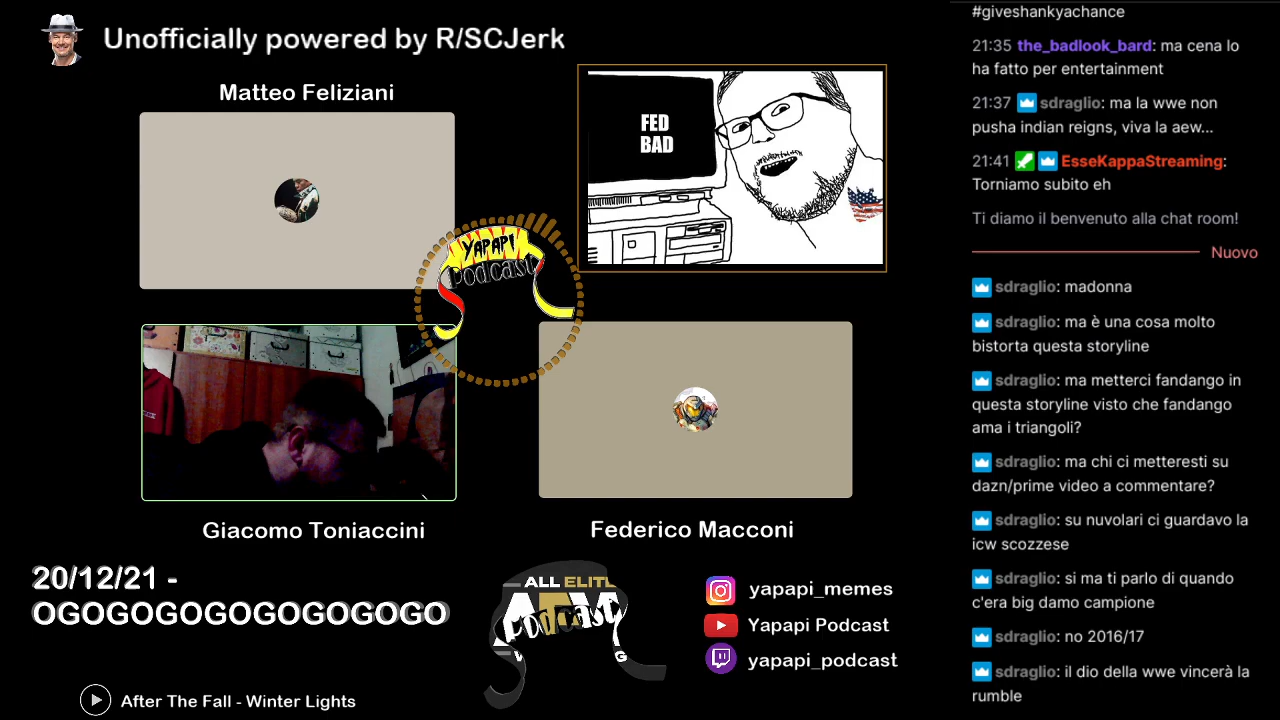 Unofficially powered by R/SCJerk
Matteo Feliziani
FED
BAD
YAPAPI
Podcast
Giacomo Toniaccini
Federico Macconi
20/12/21 -
OGOGOGOGOGOGOGOGO
ALL ELITE
Podcast
G
yapapi_memes
Yapapi Podcast
yapapi_podcast
After The Fall - Winter Lights
#giveshankyachance
21:35 the_badlook_bard: ma cena lo
ha fatto per entertainment
21:37 sdraglio: ma la wwe non
pusha indian reigns, viva la aew...
21:41 EsseKappaStreaming:
Torniamo subito eh
Ti diamo il benvenuto alla chat room!
Nuovo
sdraglio: madonna
sdraglio: ma è una cosa molto
bistorta questa storyline
sdraglio: ma metterci fandango in
questa storyline visto che fandango
ama i triangoli?
sdraglio: ma chi ci metteresti su
dazn/prime video a commentare?
sdraglio: su nuvolari ci guardavo la
icw scozzese
sdraglio: si ma ti parlo di quando
c'era big damo campione
sdraglio: no 2016/17
sdraglio: il dio della wwe vincerà la
rumble